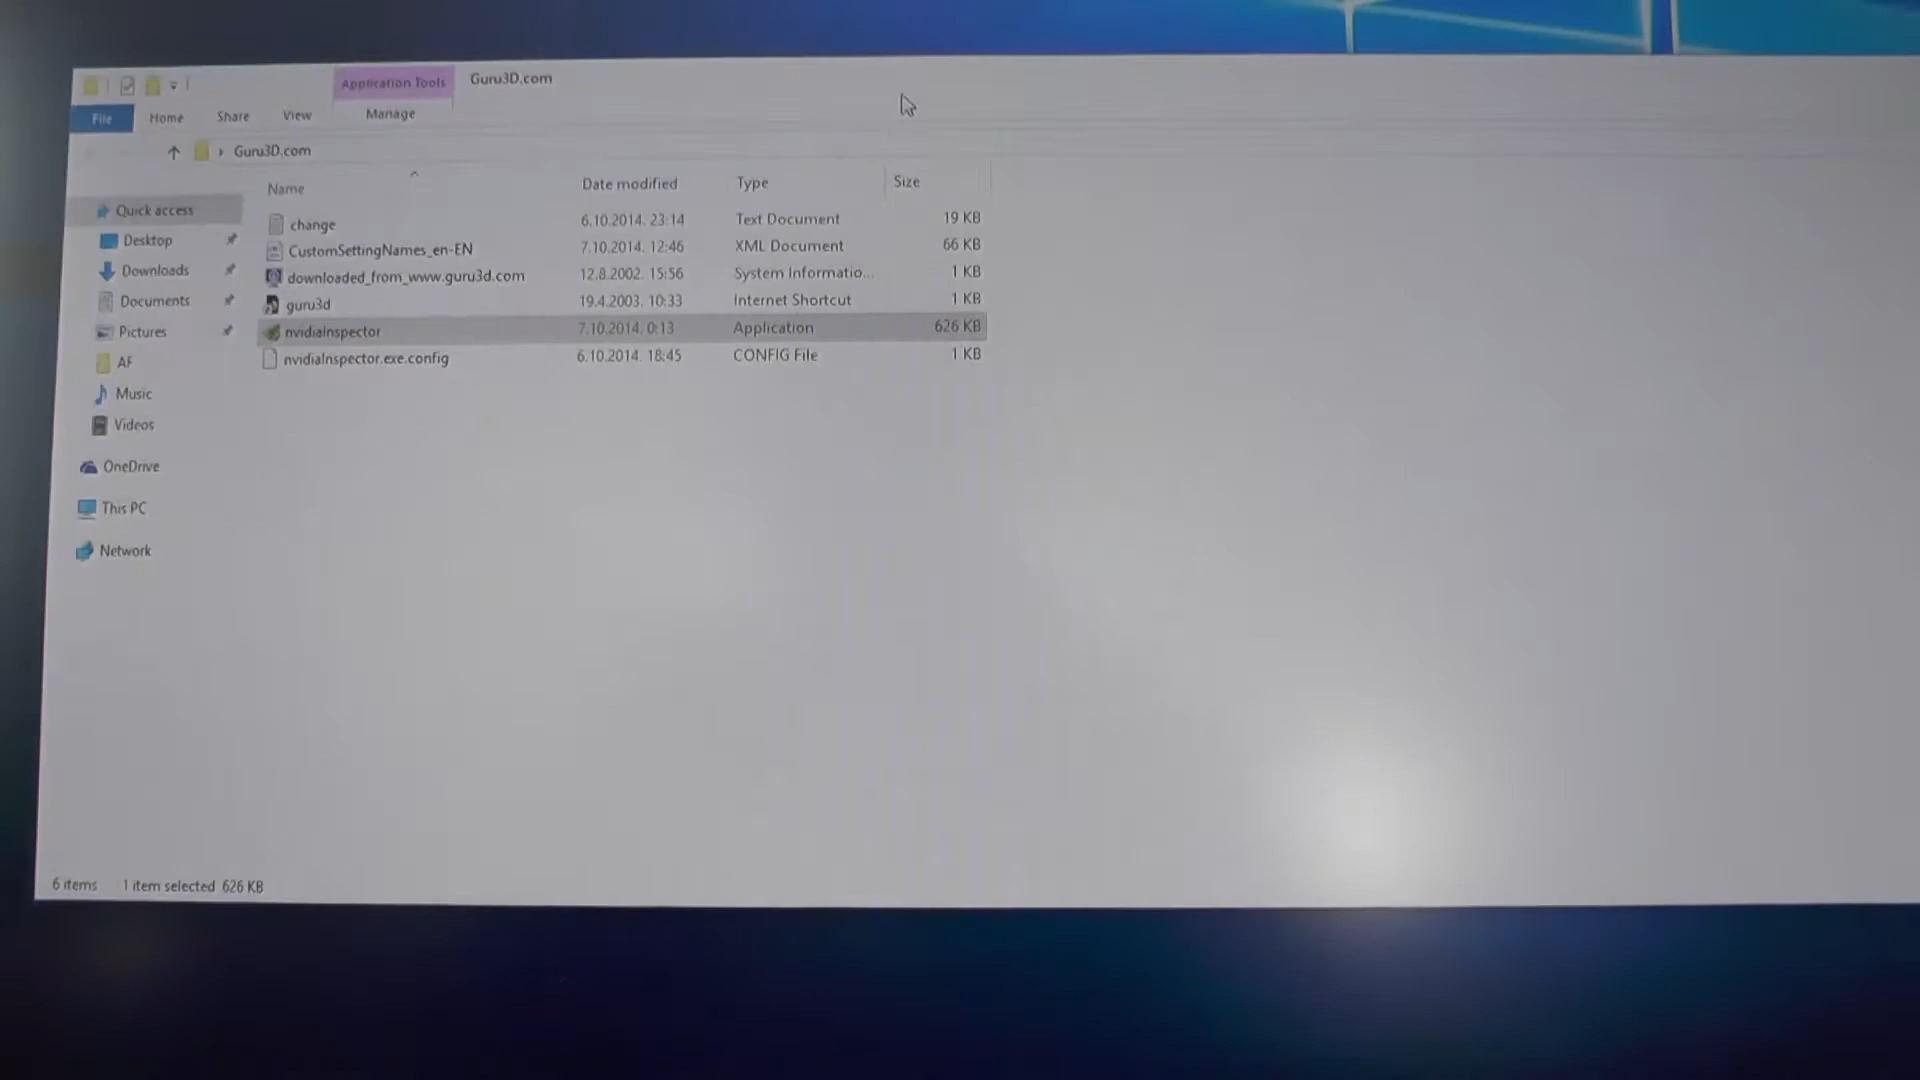 Application Tools Guru3D.com
File Home Share View Manage
Guru3D.com
Name Date modified Type Size
Quick access
Desktop
Downloads
Documents
Pictures
AF
Music
Videos
OneDrive
This PC
Network
change 6.10.2014. 23:14 Text Document 19 KB
CustomSettingNames_en-EN 7.10.2014. 12:46 XML Document 66 KB
downloaded_from_www.guru3d.com 12.8.2002. 15:56 System Informatio... 1 KB
guru3d 19.4.2003. 10:33 Internet Shortcut 1 KB
nvidiaInspector 7.10.2014. 0:13 Application 626 KB
nvidiaInspector.exe.config 6.10.2014. 18:45 CONFIG File 1 KB
6 items 1 item selected 626 KB